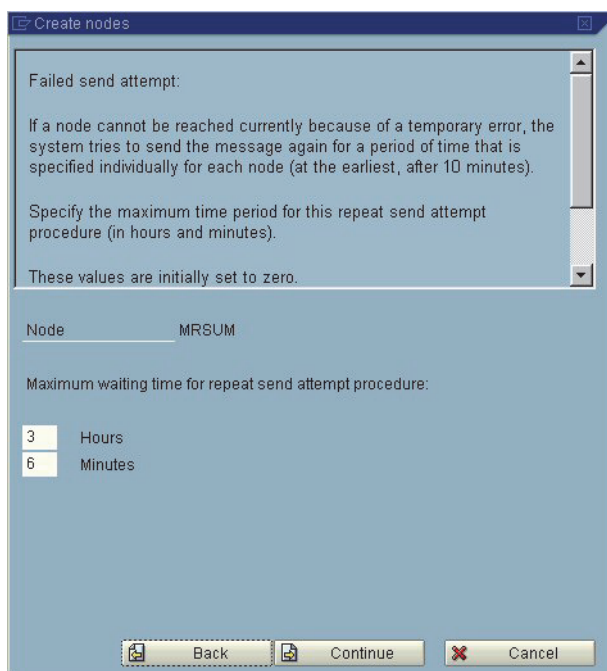 Create nodes
Failed send attempt:
If a node cannot be reached currently because of a temporary error, the
system tries to send the message again for a period of time that is
specified individually for each node (at the earliest, after 10 minutes).
Specify the maximum time period for this repeat send attempt
procedure (in hours and minutes).
These values are initially set to zero.
Node MRSUM
Maximum waiting time for repeat send attempt procedure:
3 Hours
6 Minutes
Back Continue Cancel